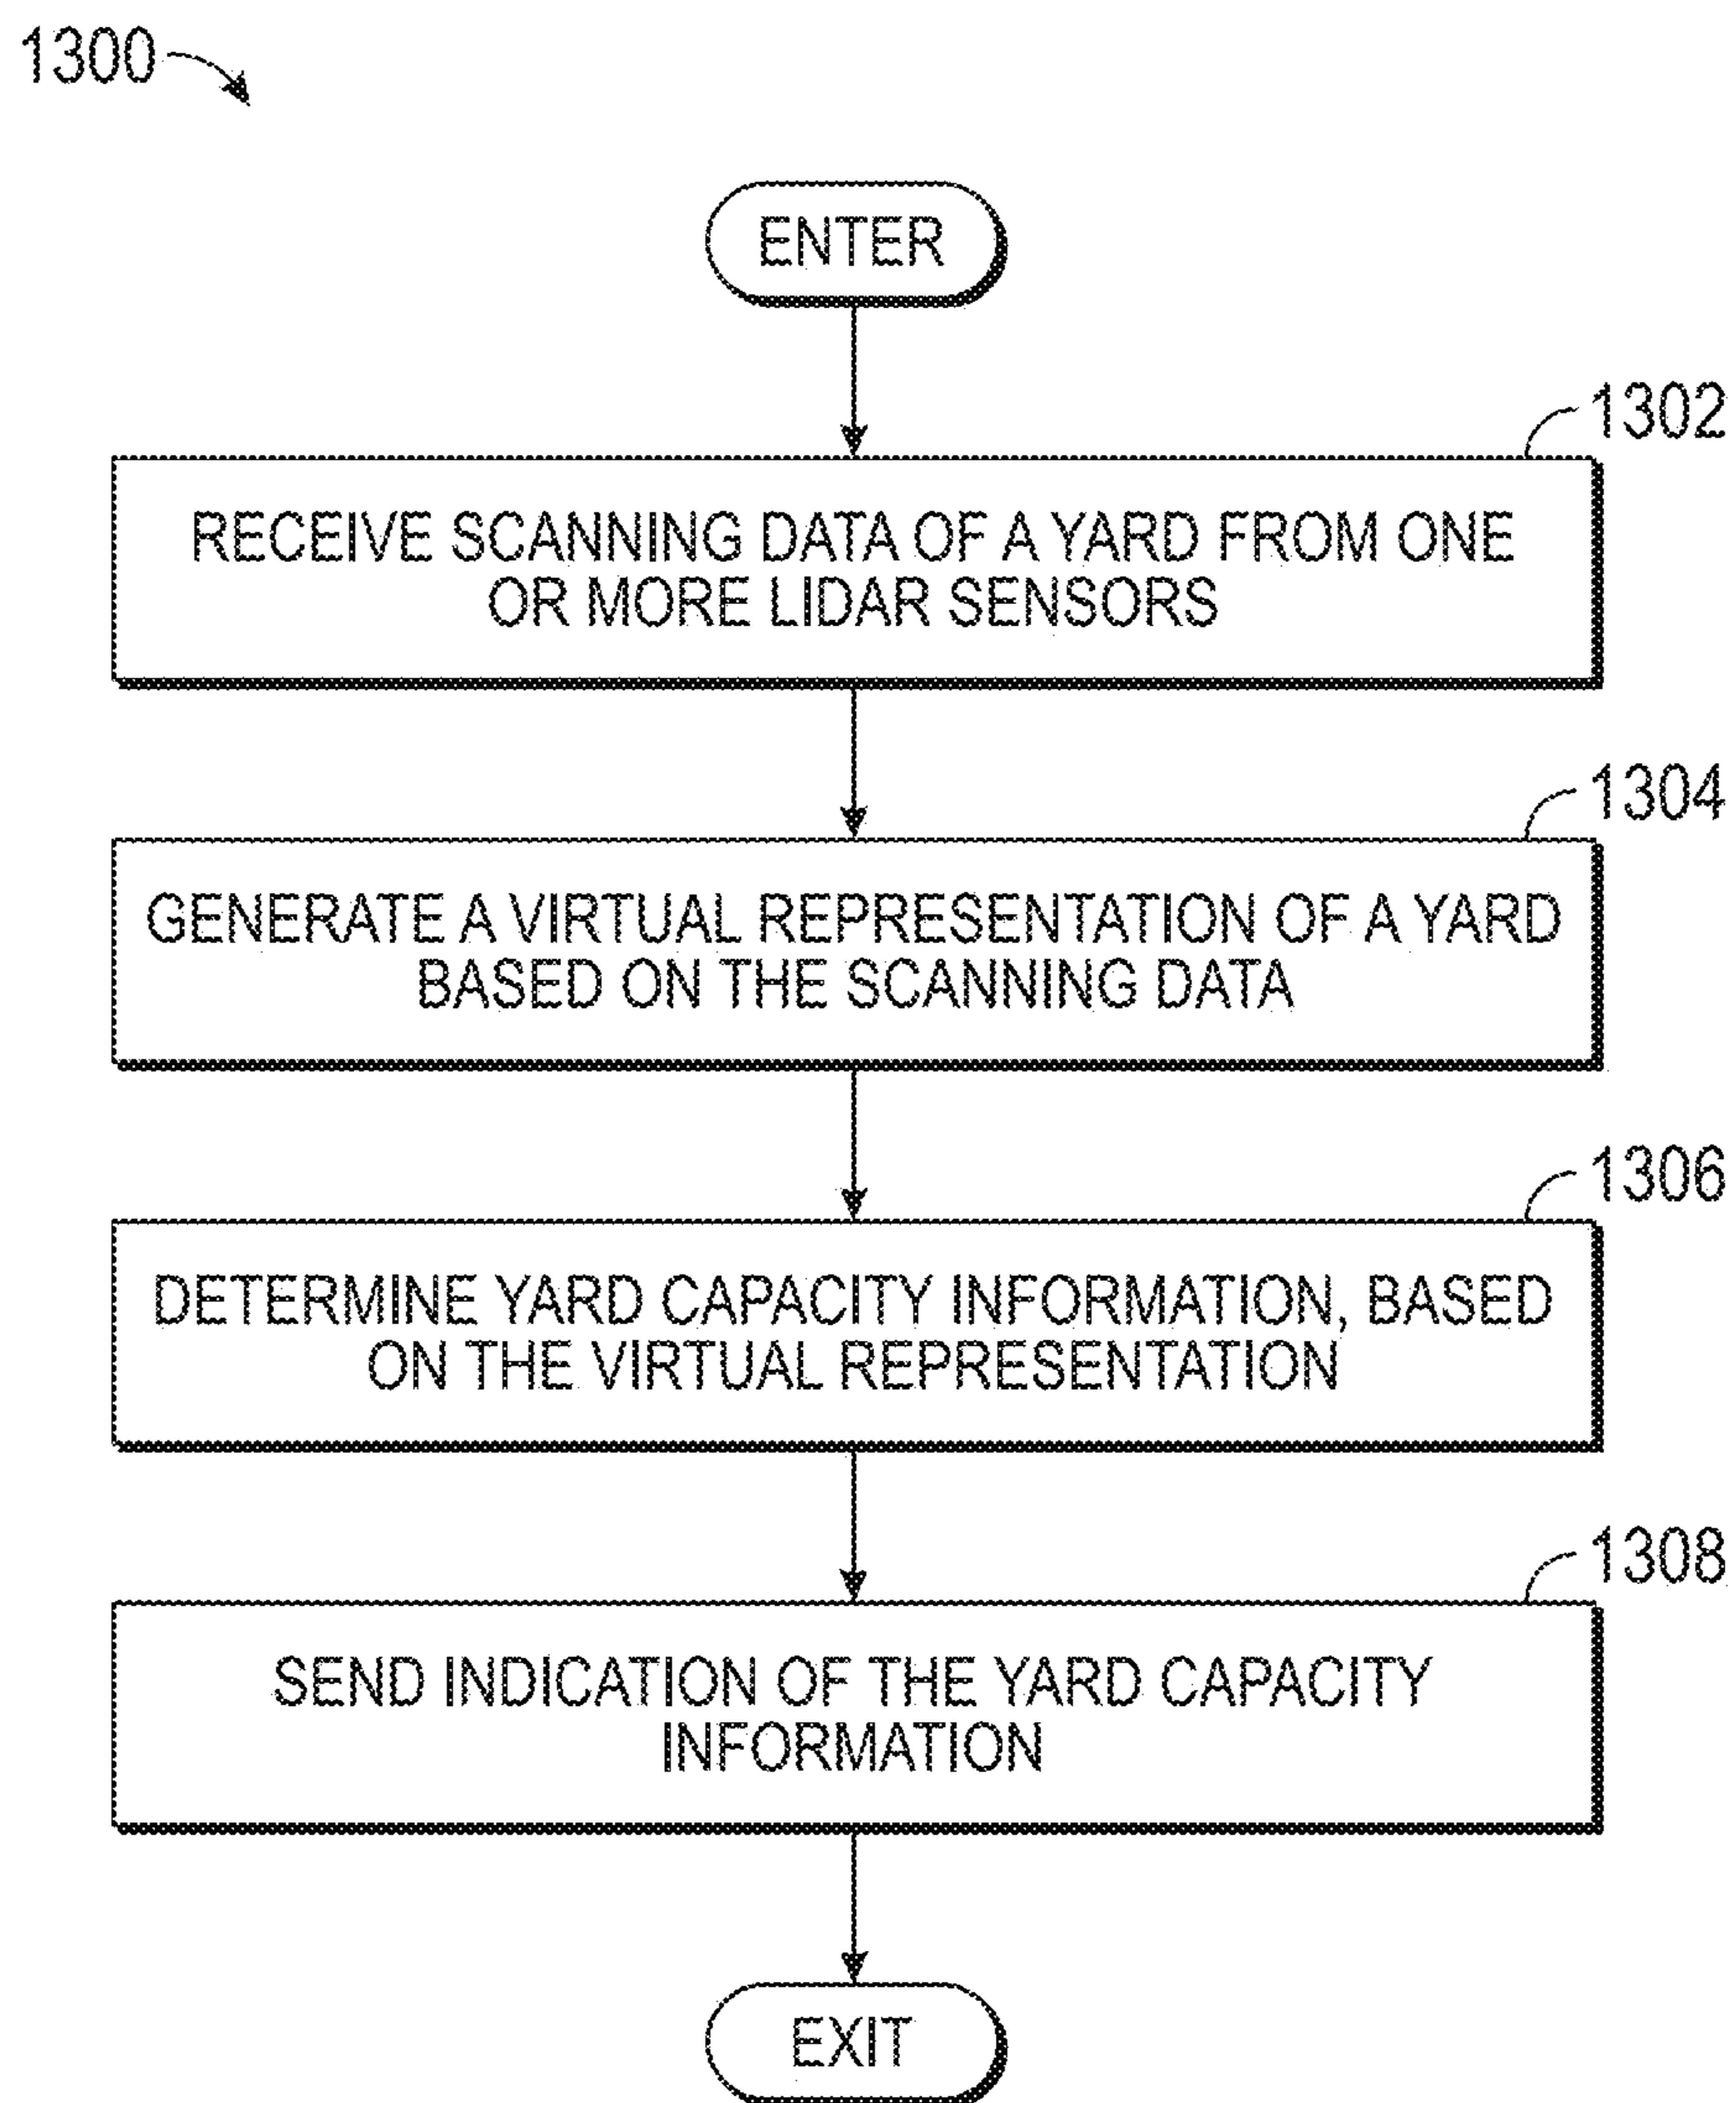 1300
ENTER
1302
RECEIVE SCANNING DATA OF A YARD FROM ONE
OR MORE LIDAR SENSORS
1304
GENERATE A VIRTUAL REPRESENTATION OF A YARD
BASED ON THE SCANNING DATA
1306
DETERMINE YARD CAPACITY INFORMATION, BASED
ON THE VIRTUAL REPRESENTATION
1308
SEND INDICATION OF THE YARD CAPACITY
INFORMATION
EXIT